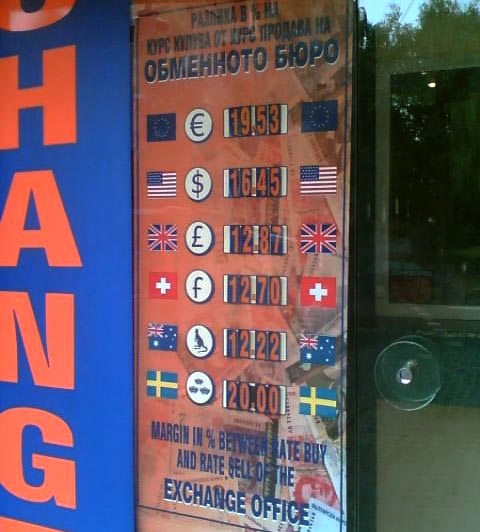 CHANGE
РАЗЛИКА В % НА
КУРС КУПУВА ОТ КУРС ПРОДАВА НА
ОБМЕННОТО БЮРО
€ 19.53
$ 16.45
£ 12.87
f 12.70
12.22
20.00
MARGIN IN % BETWEEN RATE BUY
AND RATE SELL OF THE
EXCHANGE OFFICE